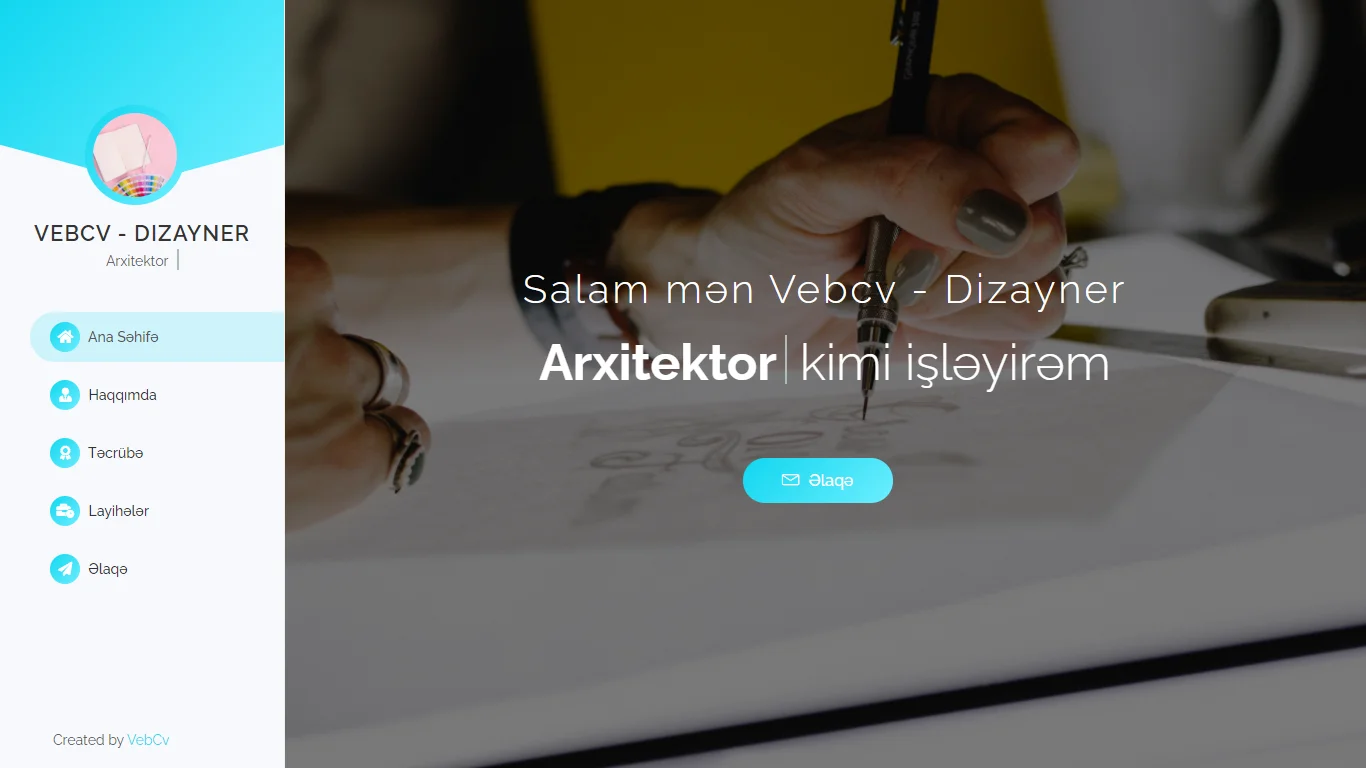 VEBCV - DIZAYNER
Arxitektor
Ana Səhifə
Haqqımda
Təcrübə
Layihələr
Əlaqə
Created by VebCv
Salam mən Vebcv - Dizayner
Arxitektor kimi işləyirəm
Əlaqə